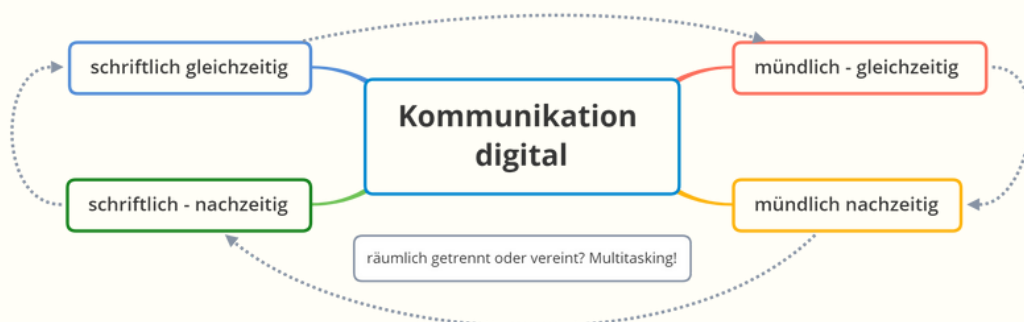 schriftlich gleichzeitig
mündlich - gleichzeitig
Kommunikation
digital
schriftlich - nachzeitig
mündlich nachzeitig
räumlich getrennt oder vereint? Multitasking!